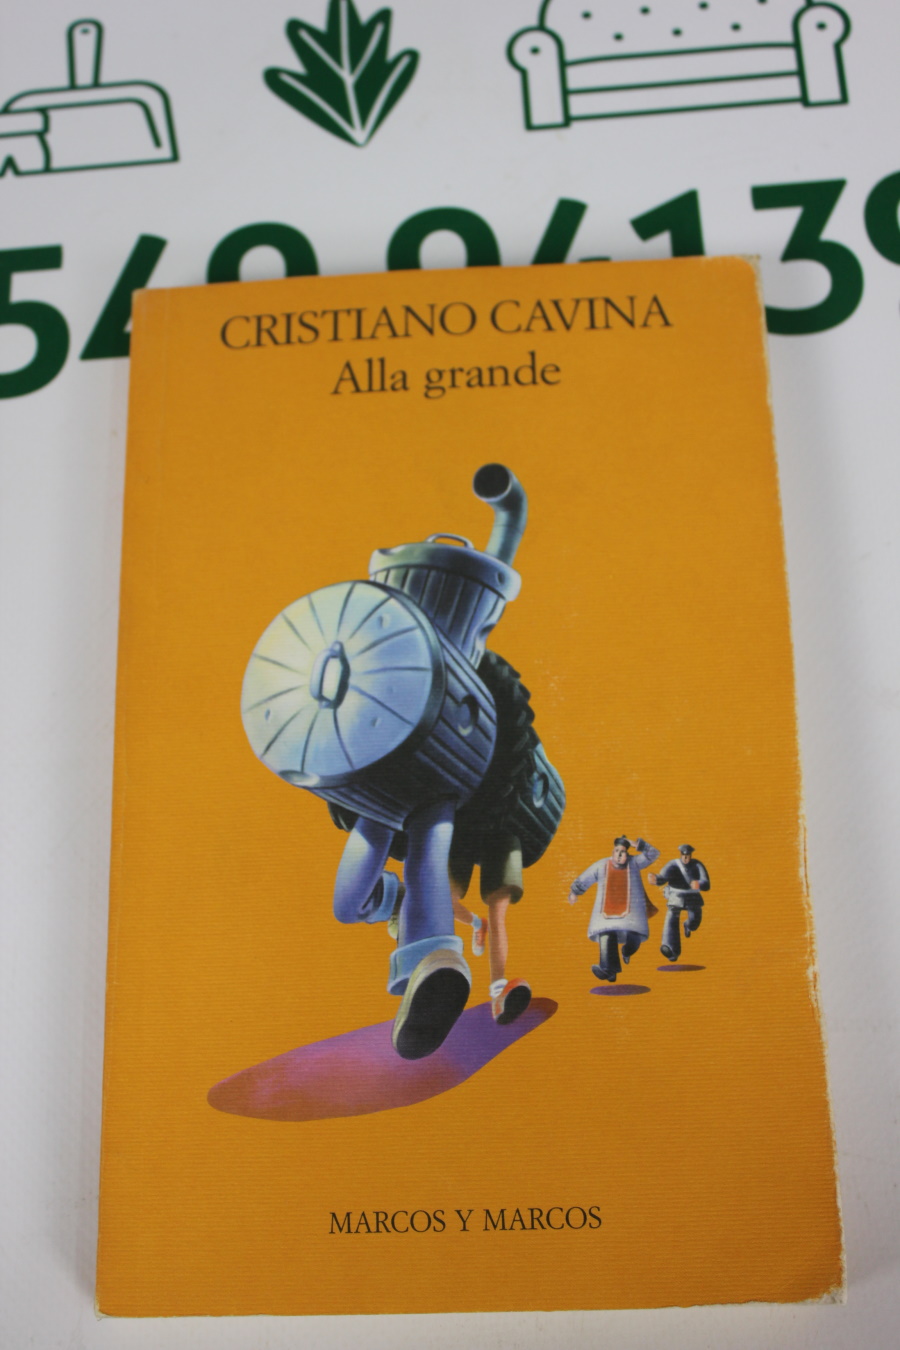 CRISTIANO CAVINA
Alla grande
MARCOS Y MARCOS